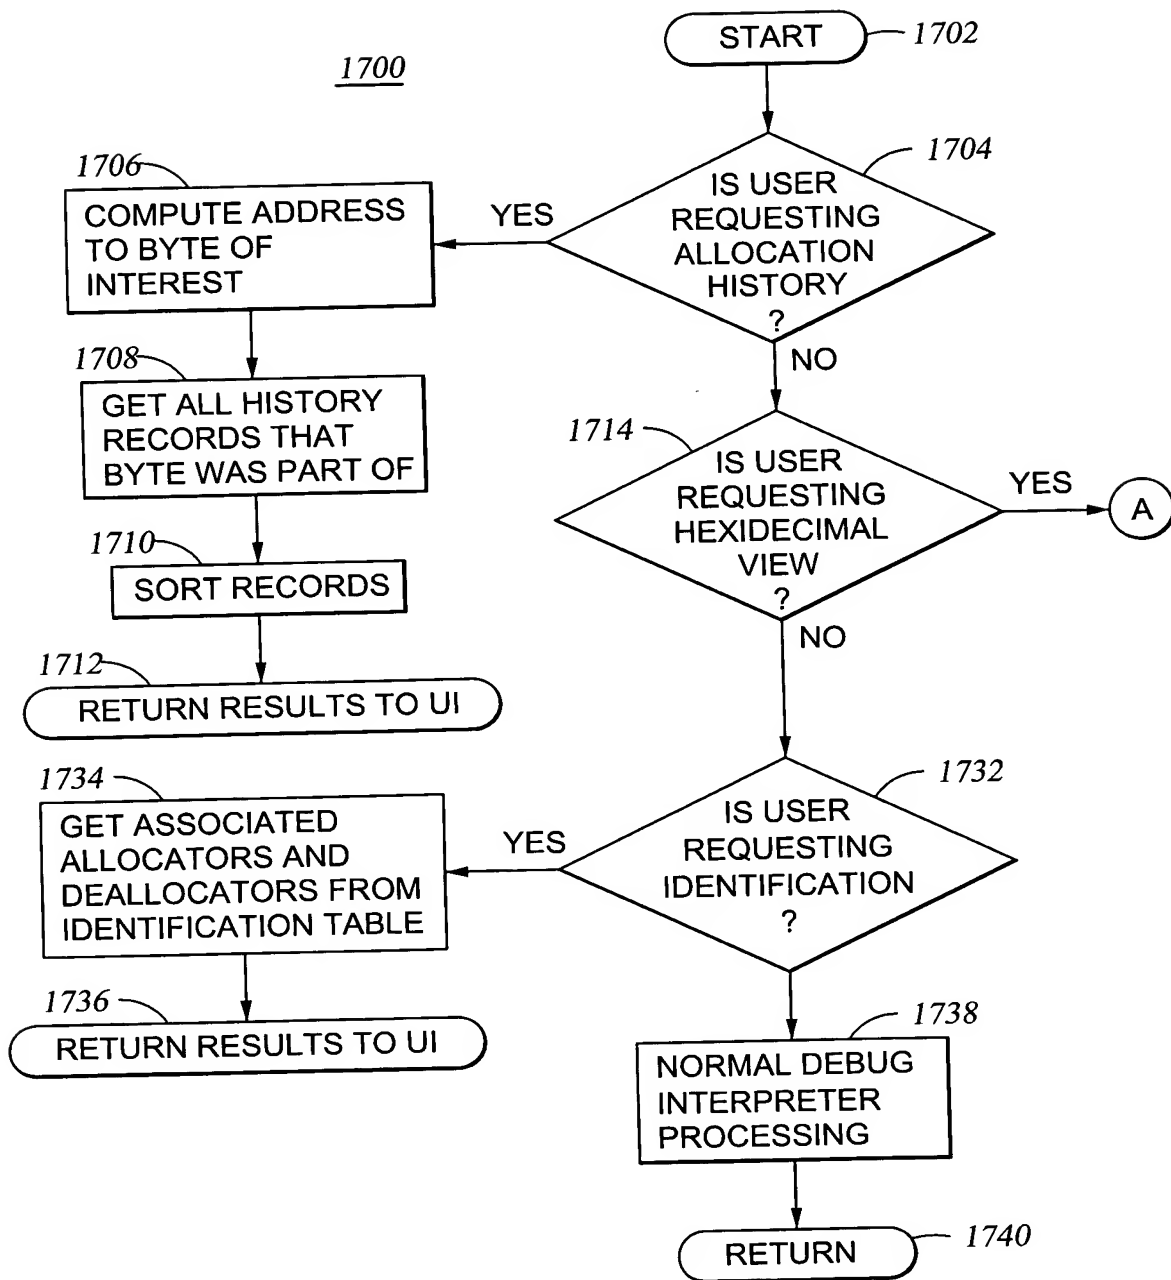 START
1702
1700
1704
IS USER
REQUESTING
ALLOCATION
HISTORY
?
YES
1706
COMPUTE ADDRESS
TO BYTE OF
INTEREST
1708
GET ALL HISTORY
RECORDS THAT
BYTE WAS PART OF
1710
SORT RECORDS
1712
RETURN RESULTS TO UI
NO
1714
IS USER
REQUESTING
HEXIDECIMAL
VIEW
?
YES
A
NO
1732
IS USER
REQUESTING
IDENTIFICATION
?
YES
1734
GET ASSOCIATED
ALLOCATORS AND
DEALLOCATORS FROM
IDENTIFICATION TABLE
1736
RETURN RESULTS TO UI
1738
NORMAL DEBUG
INTERPRETER
PROCESSING
RETURN
1740